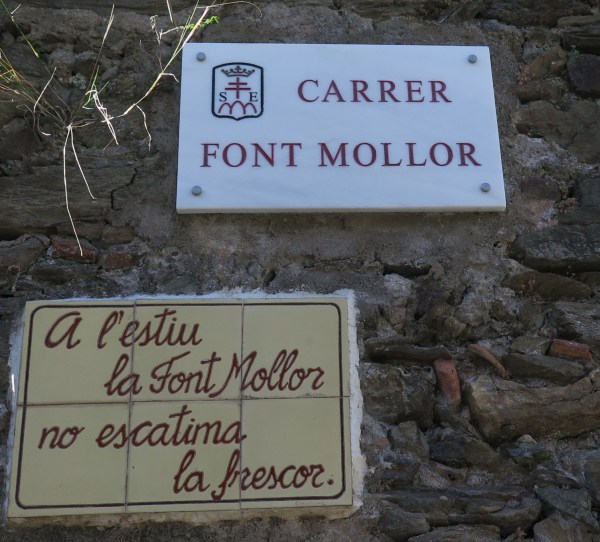 S E
CARRER
FONT MOLLOR
A l'estiu
la Font Mollor
no escatima
la frescor.